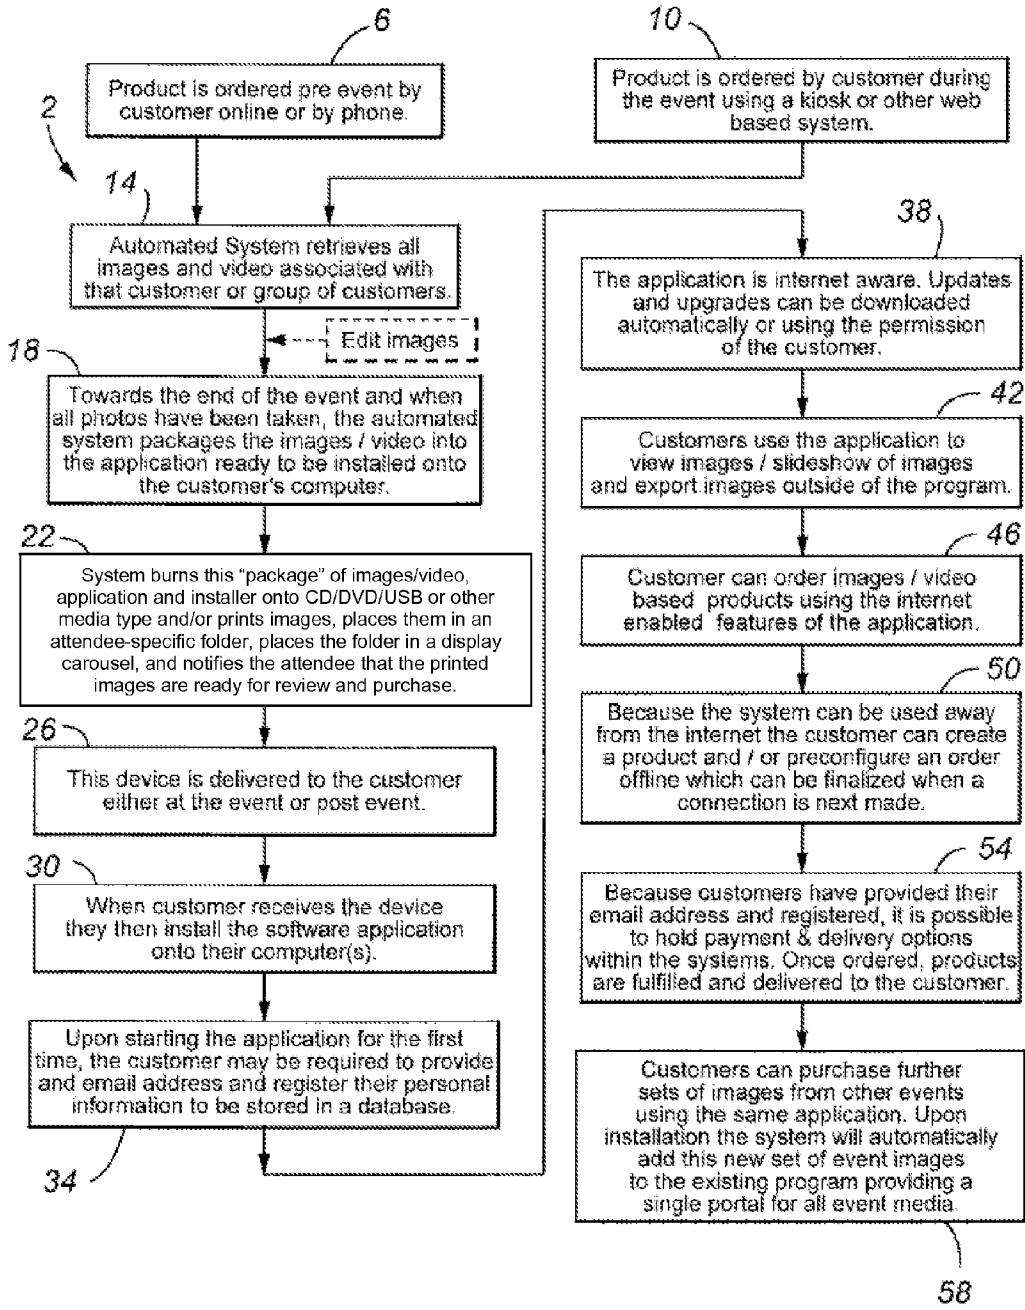 6
Product is ordered pre event by
customer online or by phone.
10
Product is ordered by customer during
the event using a kiosk or other web
based system.
2
14
Automated System retrieves all
images and video associated with
that customer or group of customers.
Edit images
18
Towards the end of the event and when
all photos have been taken, the automated
system packages the images / video into
the application ready to be installed onto
the customer's computer.
22
System burns this “package” of images/video,
application and installer onto CD/DVD/USB or other
media type and/or prints images, places them in an
attendee-specific folder, places the folder in a display
carousel, and notifies the attendee that the printed
images are ready for review and purchase.
26
This device is delivered to the customer
either at the event or post event.
30
When customer receives the device
they then install the software application
onto their computer(s).
Upon starting the application for the first
time, the customer may be required to provide
and email address and register their personal
information to be stored in a database.
34
38
The application is internet aware. Updates
and upgrades can be downloaded
automatically or using the permission
of the customer.
42
Customers use the application to
view images / slideshow of images
and export images outside of the program.
46
Customer can order images / video
based products using the internet
enabled features of the application.
50
Because the system can be used away
from the internet the customer can create
a product and / or preconfigure an order
offline which can be finalized when a
connection is next made.
54
Because customers have provided their
email address and registered, it is possible
to hold payment & delivery options
within the systems. Once ordered, products
are fulfilled and delivered to the customer.
Customers can purchase further
sets of images from other events
using the same application. Upon
installation the system will automatically
add this new set of event images
to the existing program providing a
single portal for all event media.
58